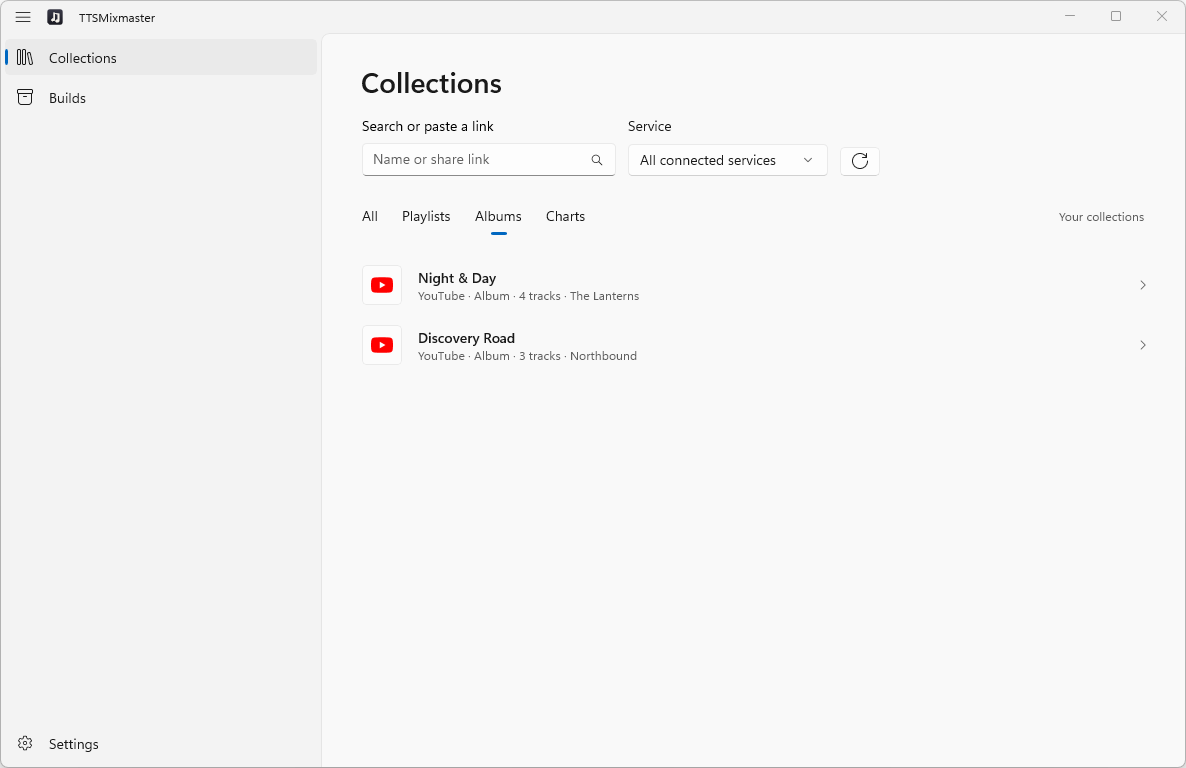 TTSMixmaster
Collections
Builds
Settings
Collections
Search or paste a link
Service
Name or share link
All connected services
All
Playlists
Albums
Charts
Your collections
Night & Day
YouTube · Album · 4 tracks · The Lanterns
Discovery Road
YouTube · Album · 3 tracks · Northbound